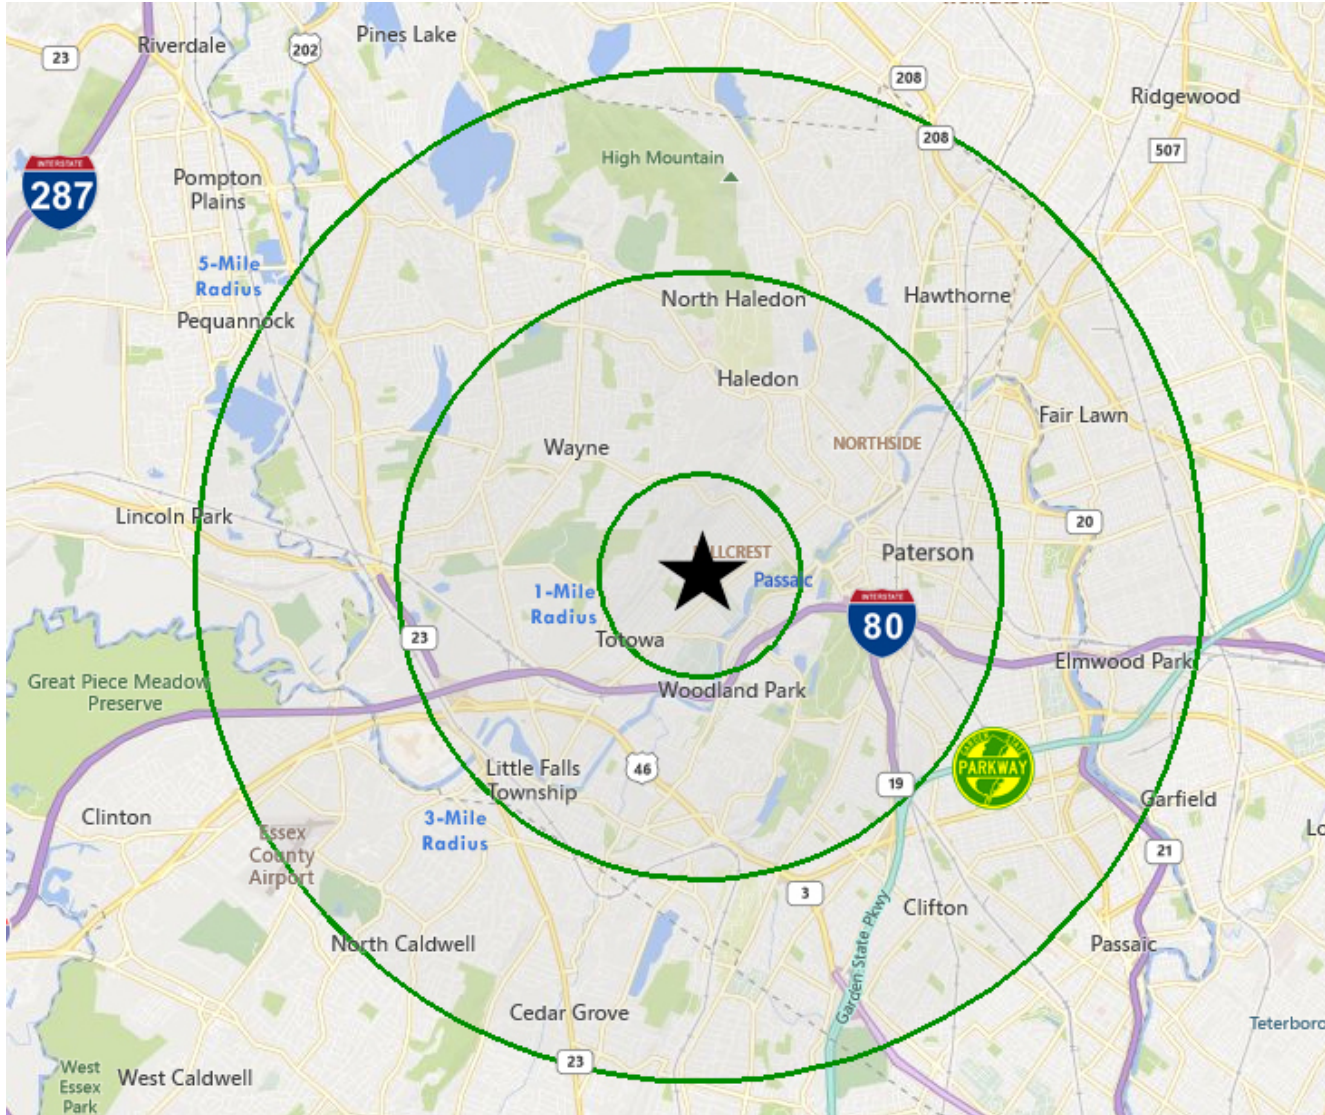 Riverdale
23
202
Pines Lake
208
Ridgewood
208
507
High Mountain
INTERSTATE
287
Pompton
Plains
5-Mile
Radius
Pequannock
North Haledon
Hawthorne
Haledon
Fair Lawn
Wayne
NORTHSIDE
Lincoln Park
20
Paterson
Passaic
1-Mile
Radius
INTERSTATE
80
23
Totowa
Elmwood Park
Great Piece Meadow
Preserve
Woodland Park
46
GARDEN STATE
PARKWAY
Little Falls
Township
19
Garfield
Clinton
3-Mile
Radius
Essex
County
Airport
21
3
Clifton
Garden State Pkwy
North Caldwell
Passaic
Cedar Grove
23
West
Essex
Park
West Caldwell